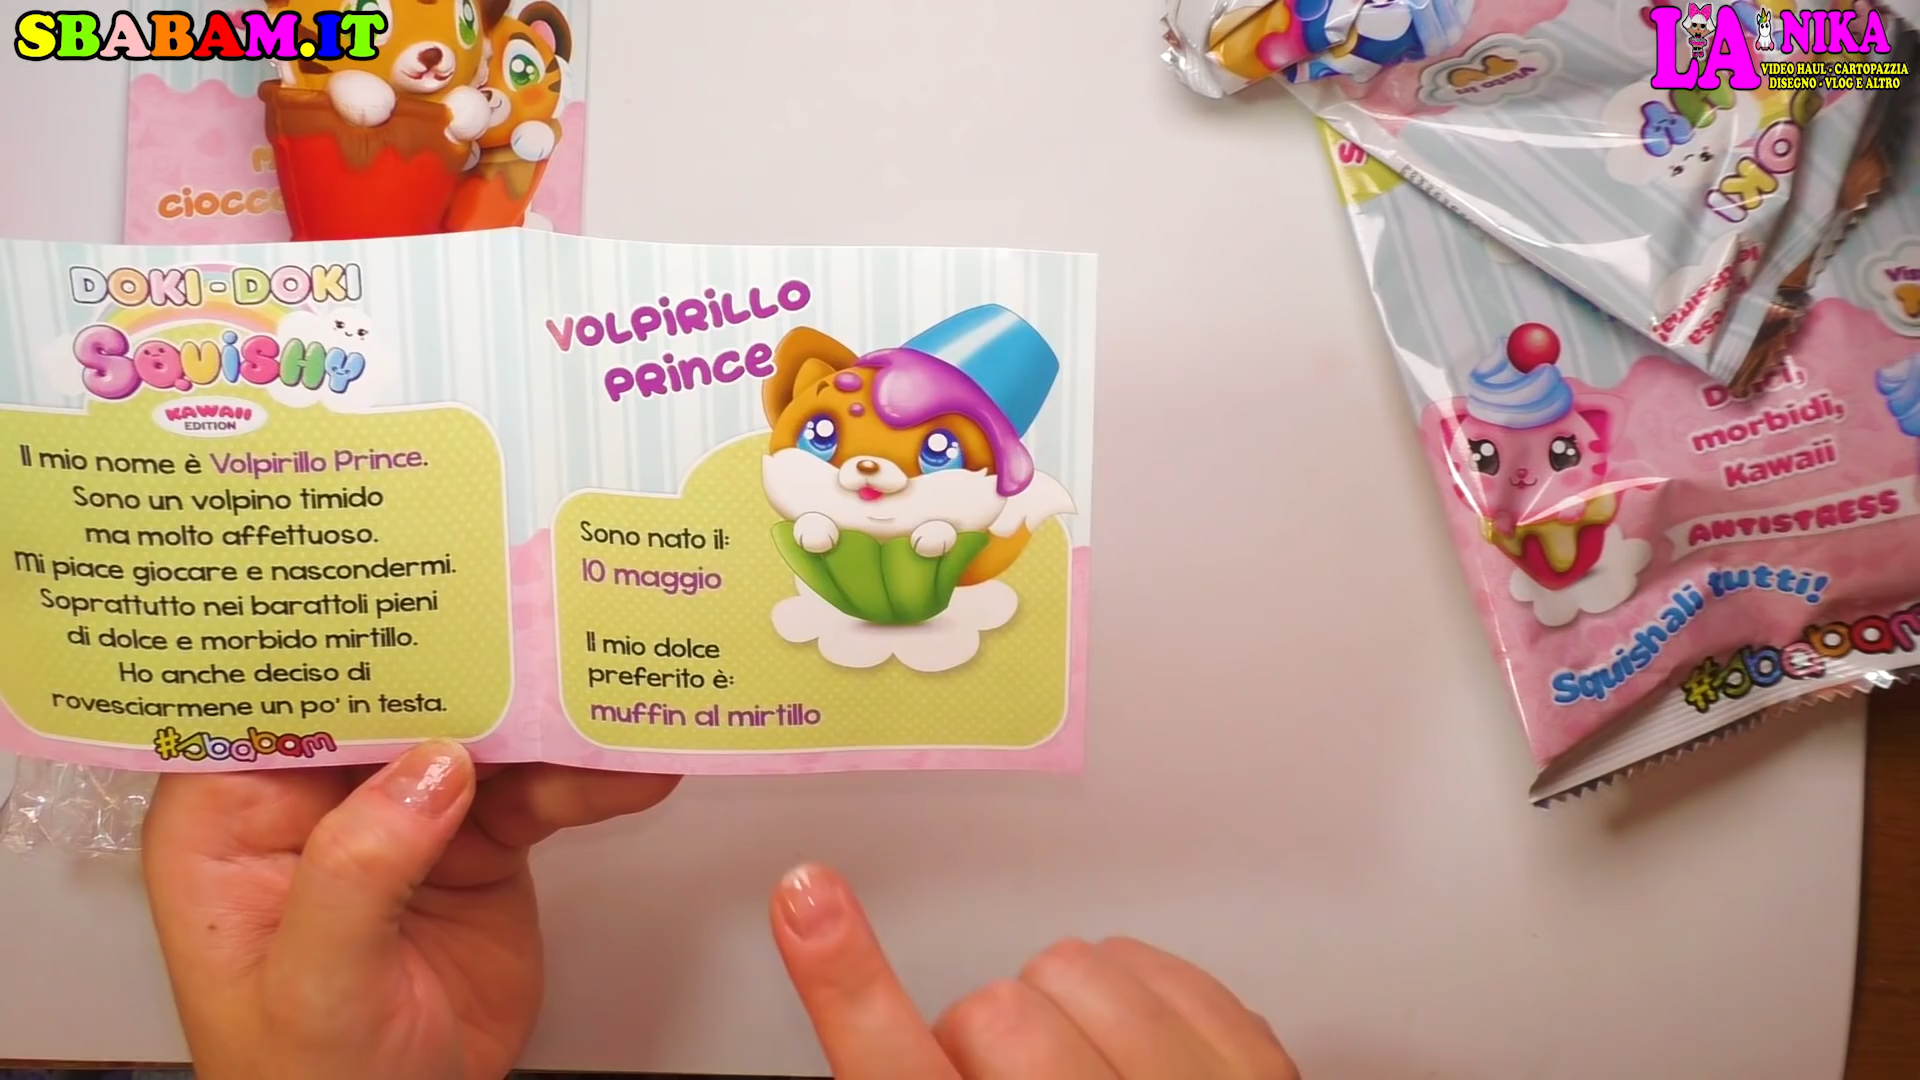 SBABAM.IT
LA NIKA
VIDEO HAUL - CARTOPAZZIA
DISEGNO - VLOG E ALTRO
DOKI-DOKI
SQUISHY
KAWAII
EDITION
Il mio nome è Volpirillo Prince.
Sono un volpino timido
ma molto affettuoso.
Mi piace giocare e nascondermi.
Soprattutto nei barattoli pieni
di dolce e morbido mirtillo.
Ho anche deciso di
rovesciarmene un po' in testa.
#Sbabam
VOLPIRILLO
PRINCE
Sono nato il:
10 maggio
Il mio dolce
preferito è:
muffin al mirtillo
Visto in
DOKI
morbidi,
Kawaii
ANTISTRESS
Squishali tutti!
#Sbabam